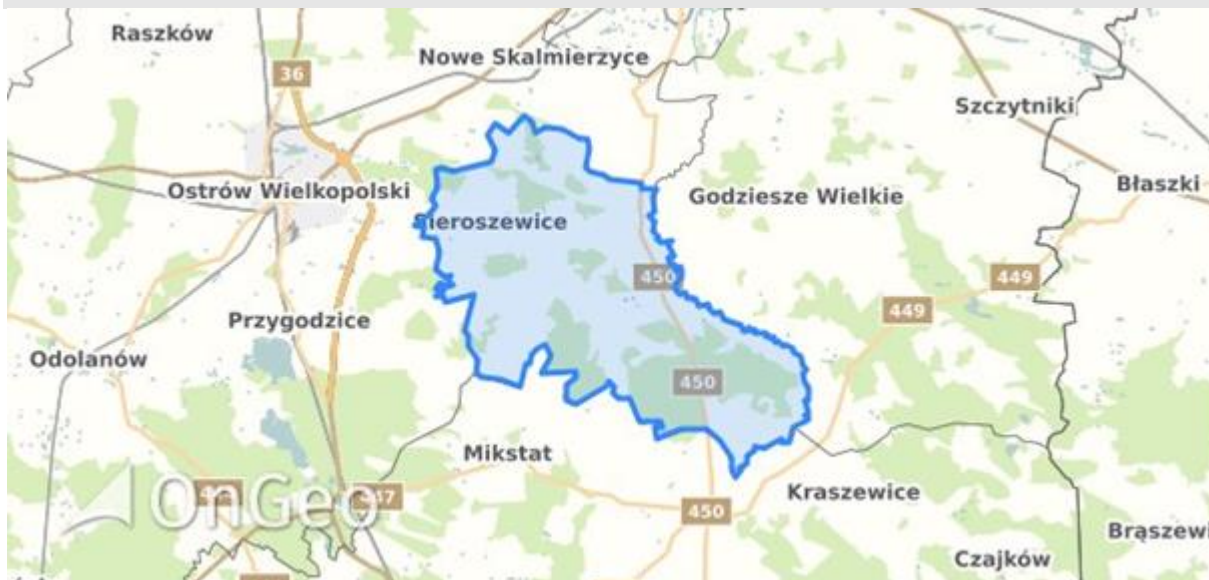 Raszków
Nowe Skalmierzyce
36
Szczytniki
Ostrów Wielkopolski
Godziesze Wielkie
Błaszki
Sieroszewice
450
449
449
Przygodzice
Odolanów
450
Mikstat
OnGeo
450
Kraszewice
Brąszewi
Czajków